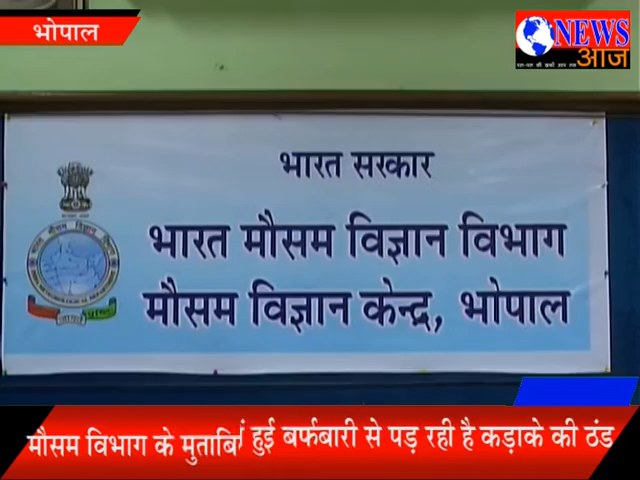 भोपाल
NEWS
आज
भारत सरकार
भारत मौसम विज्ञान विभाग
मौसम विज्ञान केन्द्र, भोपाल
मौसम विभाग के मुताबि हुई बर्फबारी से पड़ रही है कड़ाके की ठंड